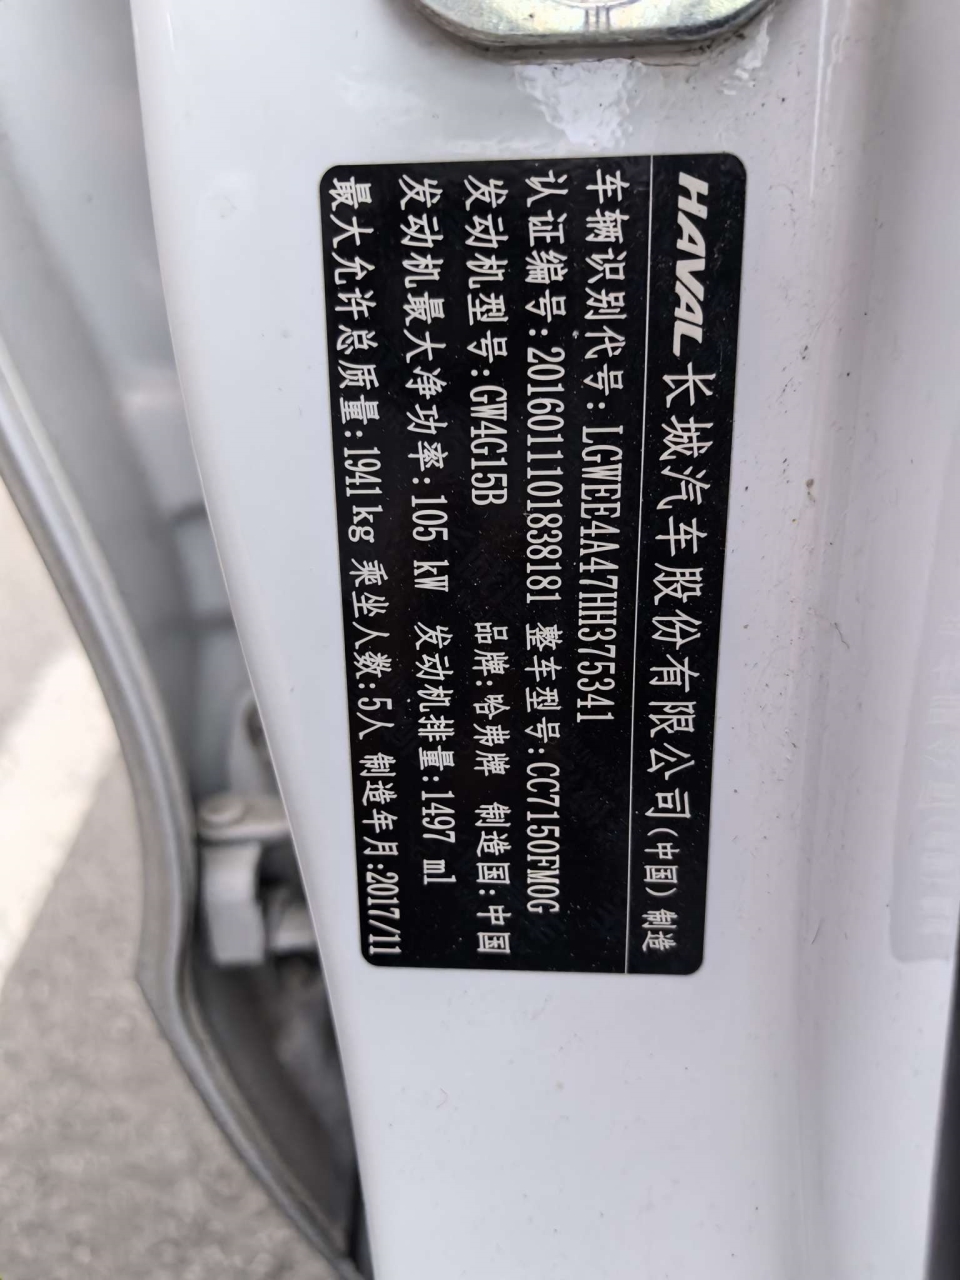 HAVAL 长城汽车股份有限公司(中国)制造
车辆识别代号:LGWEE4A47HH375341
认证编号:2016011101838181 整车型号:CC7150FM0G
发动机型号:GW4G15B 品牌:哈弗牌 制造国:中国
发动机最大净功率:105 kW 发动机排量:1497 ml
最大允许总质量:1941kg 乘坐人数:5人 制造年月:2017/11